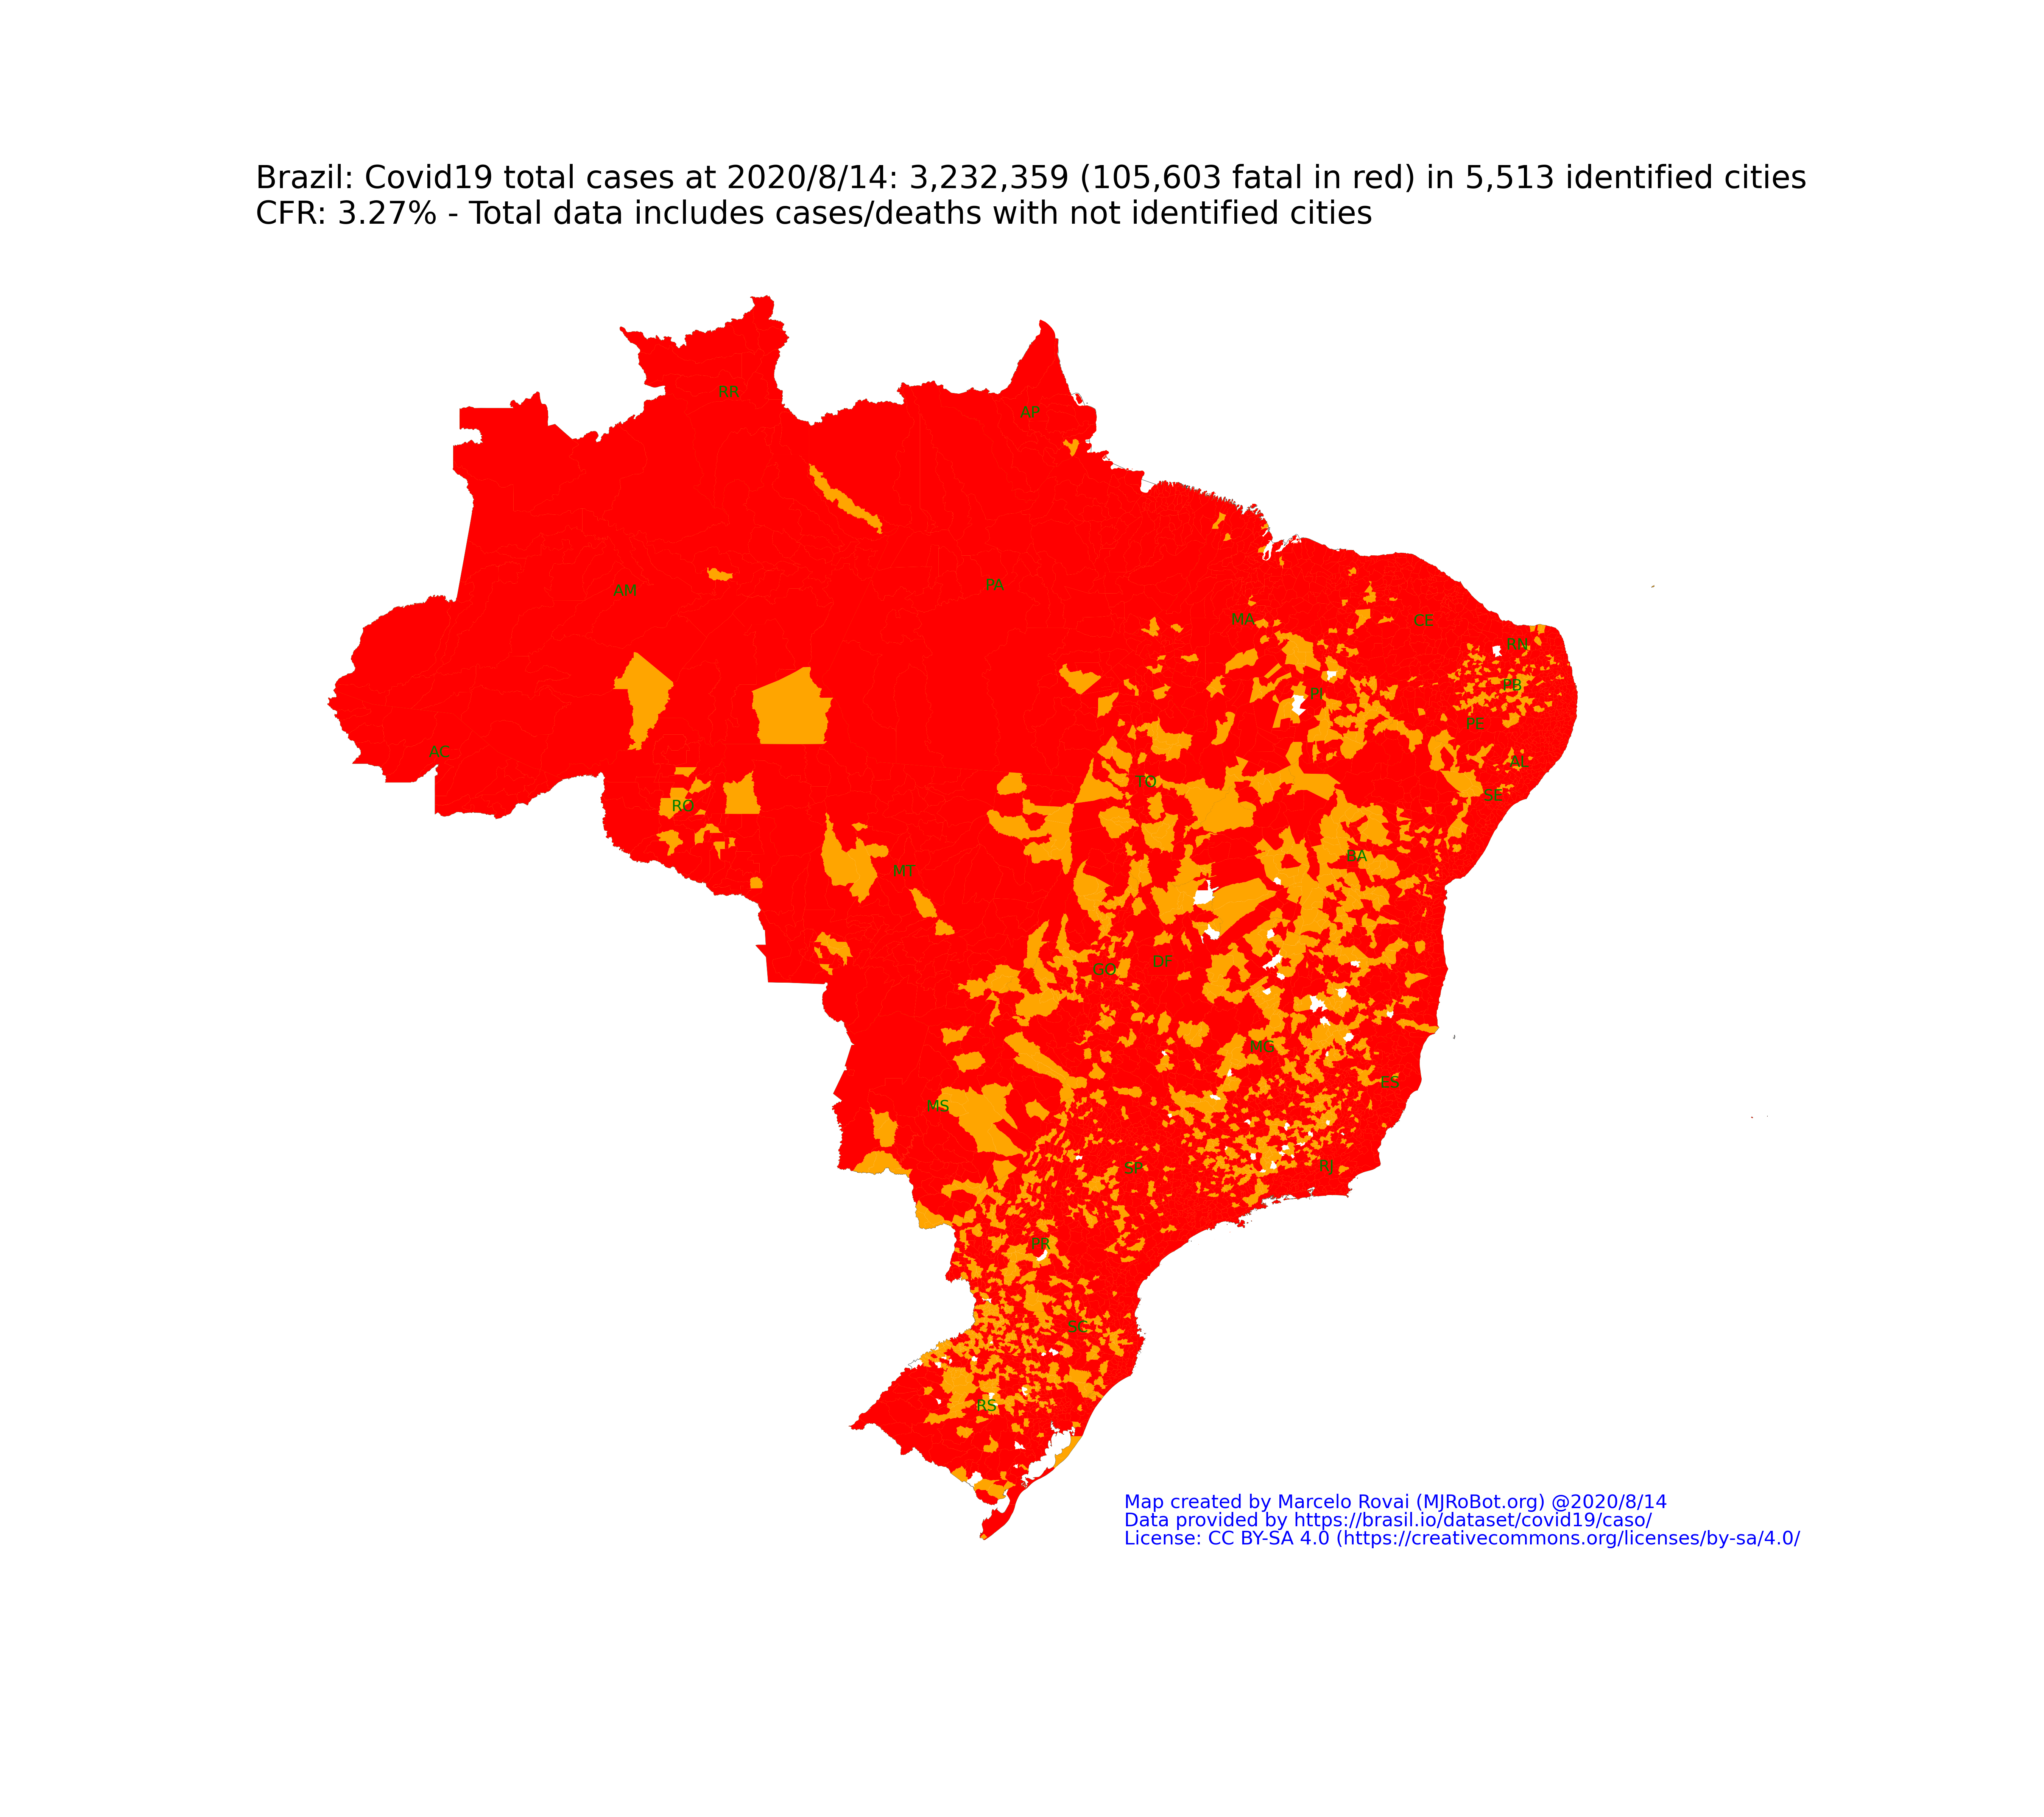 Brazil: Covid19 total cases at 2020/8/14: 3,232,359 (105,603 fatal in red) in 5,513 identified cities
CFR: 3.27% - Total data includes cases/deaths with not identified cities
RR
AP
AM
PA
MA
CE
RN
PI
PB
PE
AC
AL
TO
SE
RO
BA
MT
DF
GO
MG
ES
MS
RJ
SP
PR
SC
RS
Map created by Marcelo Rovai (MJRoBot.org) @2020/8/14
Data provided by https://brasil.io/dataset/covid19/caso/
License: CC BY-SA 4.0 (https://creativecommons.org/licenses/by-sa/4.0/